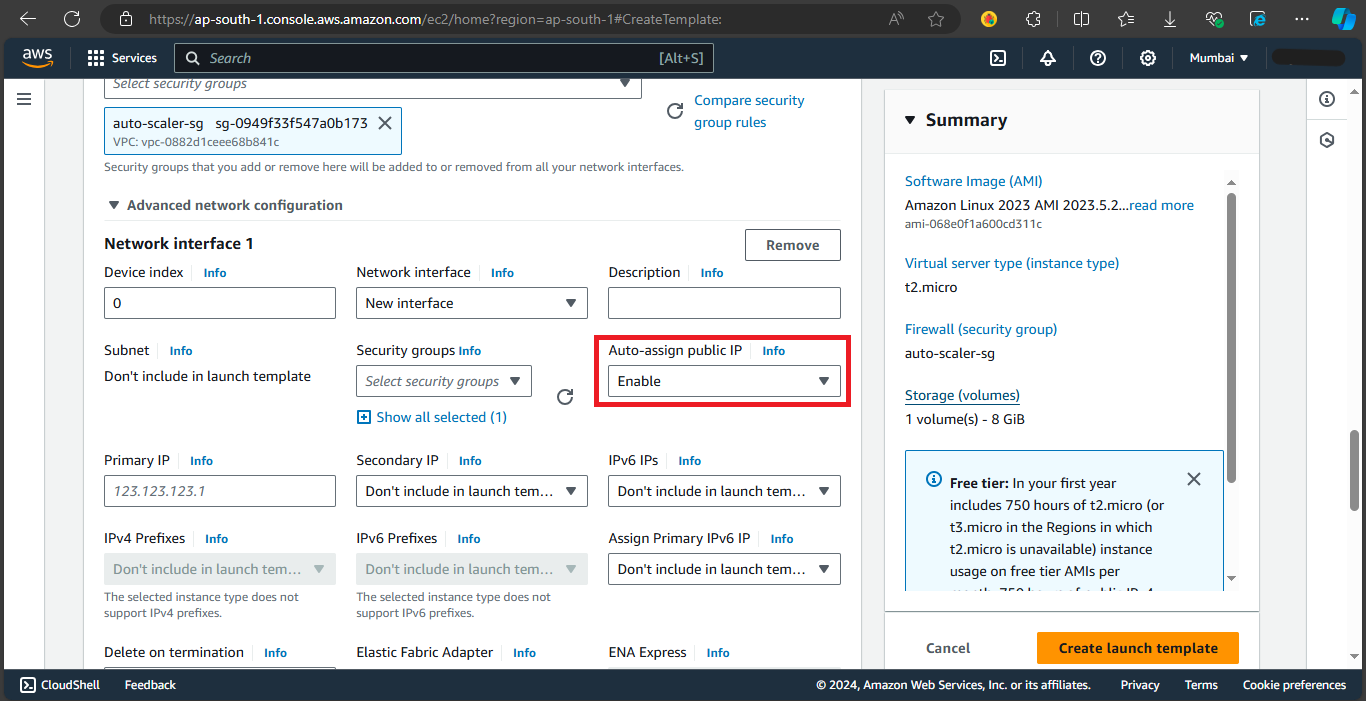 https://ap-south-1.console.aws.amazon.com/ec2/home?region=ap-south-1#CreateTemplate:
aws
Services
Search
[Alt+S]
Mumbai
Select security groups
auto-scaler-sg sg-0949f33f547a0b173
VPC: vpc-0882d1ceee68b841c
Compare security
group rules
Security groups that you add or remove here will be added to or removed from all your network interfaces.
Advanced network configuration
Network interface 1
Remove
Device index Info
Network interface Info
Description Info
0
New interface
Subnet Info
Security groups Info
Auto-assign public IP Info
Don't include in launch template
Select security groups
Enable
Show all selected (1)
Primary IP Info
Secondary IP Info
IPv6 IPs Info
123.123.123.1
Don't include in launch tem...
Don't include in launch tem...
IPv4 Prefixes Info
IPv6 Prefixes Info
Assign Primary IPv6 IP Info
Don't include in launch tem...
Don't include in launch tem...
Don't include in launch tem...
The selected instance type does not
support IPv4 prefixes.
The selected instance type does not
support IPv6 prefixes.
Delete on termination Info
Elastic Fabric Adapter Info
ENA Express Info
Summary
Software Image (AMI)
Amazon Linux 2023 AMI 2023.5.2...read more
ami-068e0f1a600cd311c
Virtual server type (instance type)
t2.micro
Firewall (security group)
auto-scaler-sg
Storage (volumes)
1 volume(s) - 8 GiB
Free tier: In your first year
includes 750 hours of t2.micro (or
t3.micro in the Regions in which
t2.micro is unavailable) instance
usage on free tier AMIs per
month, 750 hours of public IPv4
Cancel
Create launch template
CloudShell
Feedback
© 2024, Amazon Web Services, Inc. or its affiliates.
Privacy
Terms
Cookie preferences